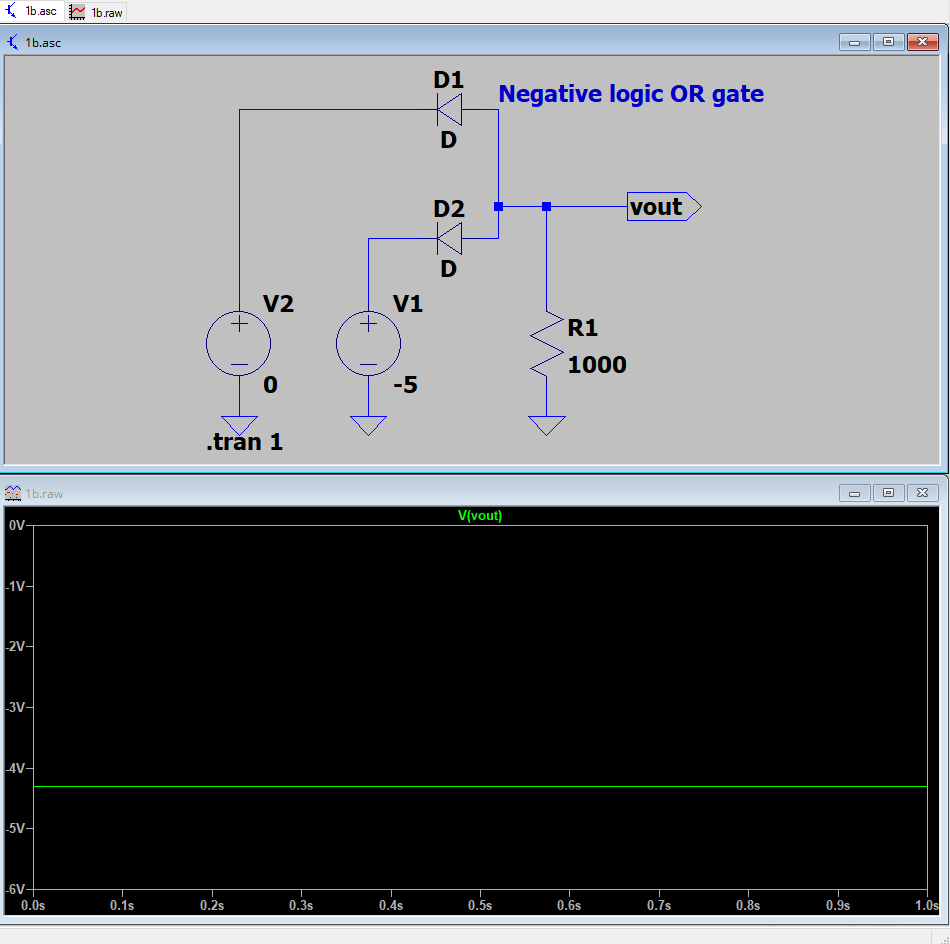 1b.asc 1b.raw
1b.asc
D1
Negative logic OR gate
D
D2
vout
D
V2
V1
R1
1000
0
-5
.tran 1
1b.raw
V(vout)
0V
-1V
-2V
-3V
-4V
-5V
-6V
0.0s 0.1s 0.2s 0.3s 0.4s 0.5s 0.6s 0.7s 0.8s 0.9s 1.0s